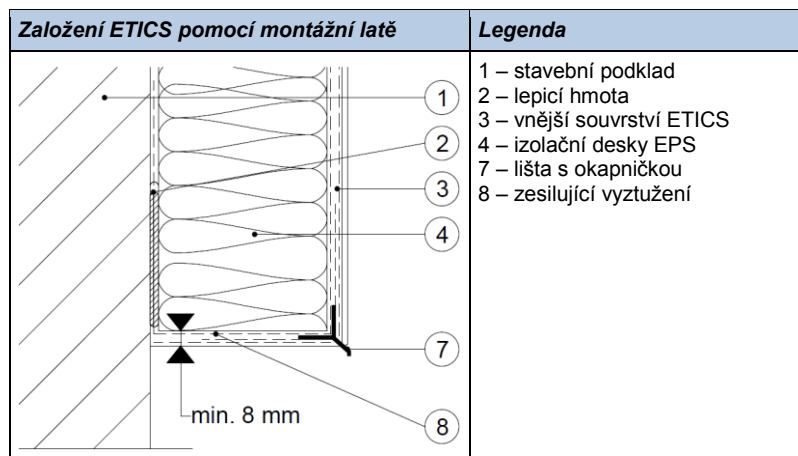 Založení ETICS pomocí montážní latě
Legenda
1
2
3
4
7
8
min. 8 mm
1 – stavební podklad
2 – lepicí hmota
3 – vnější souvrství ETICS
4 – izolační desky EPS
7 – lišta s okapničkou
8 – zesilující vyztužení